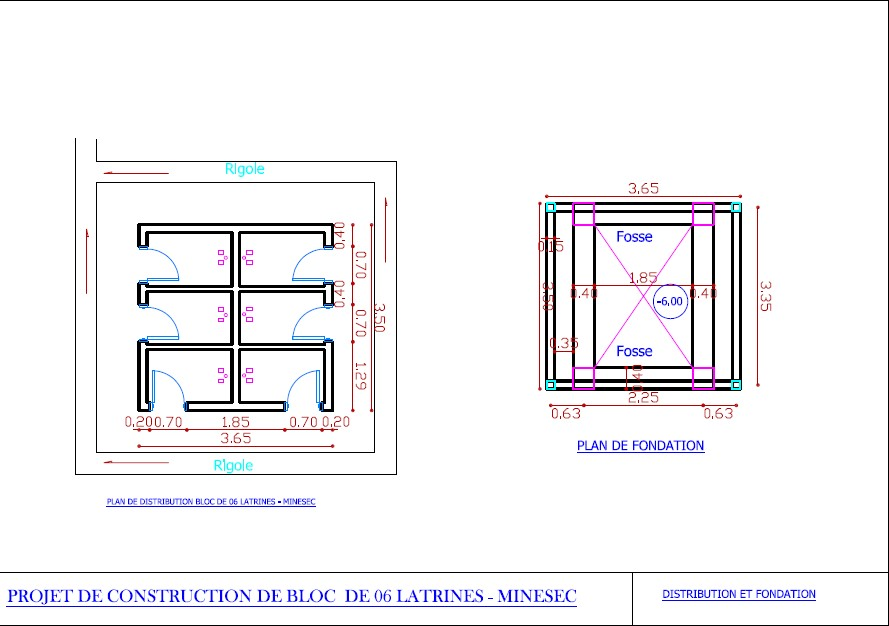 Rigole
0,40
0.70
0,40
0.70
3,50
1.29
0,20 0.70 1.85 0.70 0,20
3.65
Rigole
PLAN DE DISTRIBUTION BLOC DE 06 LATRINES - MINESEC
3,65
Fosse
0,15
1.85
0.40
0.40
-6,00
3.35
0.35
Fosse
0,40
2,25
0,63
0,63
PLAN DE FONDATION
PROJET DE CONSTRUCTION DE BLOC DE 06 LATRINES - MINESEC
DISTRIBUTION ET FONDATION